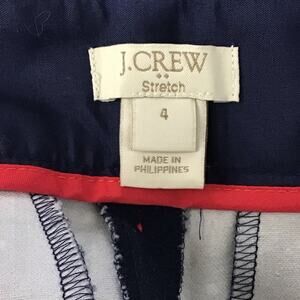 J.CREW
Stretch
4
MADE IN
PHILIPPINES